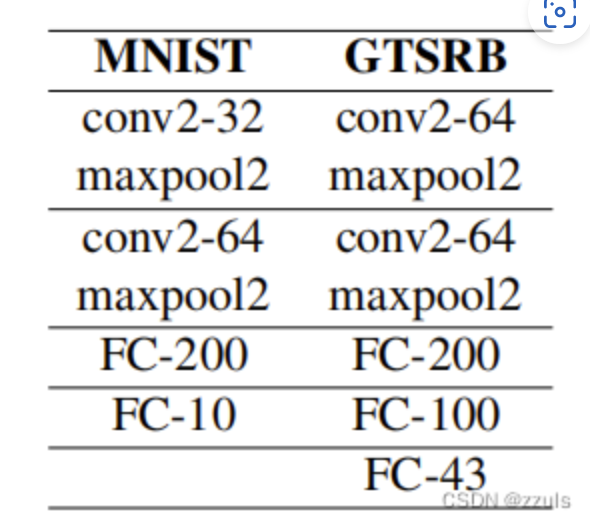 MNIST GTSRB
conv2-32 conv2-64
maxpool2 maxpool2
conv2-64 conv2-64
maxpool2 maxpool2
FC-200 FC-200
FC-10 FC-100
FC-43
CSDN @zzuls